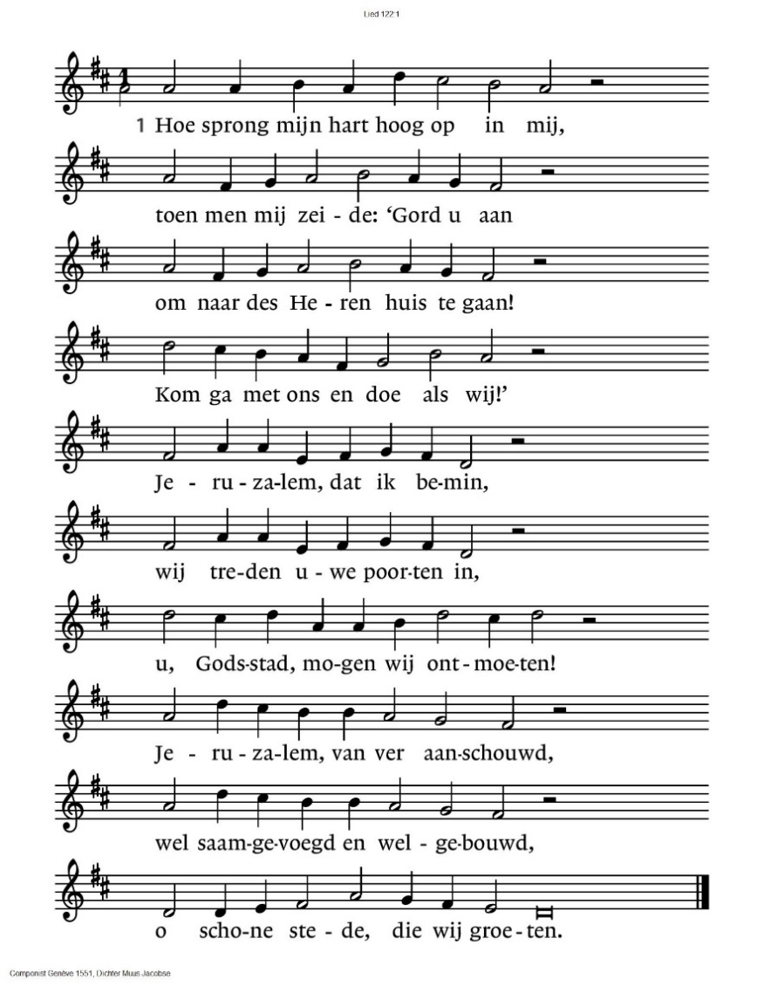 Lied 122:1
1
1 Hoe sprong mijn hart hoog op in mij,
toen men mij zei - de: ‘Gord u aan
om naar des He - ren huis te gaan!
Kom ga met ons en doe als wij!’
Je - ru - za-lem, dat ik be-min,
wij tre-den u - we poor-ten in,
u, Gods-stad, mo-gen wij ont - moe-ten!
Je - ru - za-lem, van ver aan-schouwd,
wel saam-ge-voegd en wel - ge-bouwd,
o scho-ne ste - de, die wij groe - ten.
Componist Genève 1551, Dichter Muus Jacobse